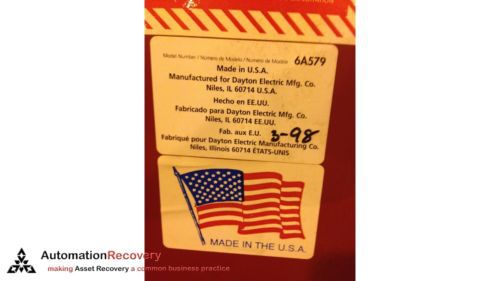 Model Number / Número de Modelo / Numéro de Modèle 6A579
Made in U.S.A.
Manufactured for Dayton Electric Mfg. Co.
Niles, IL 60714 U.S.A.
Hecho en EE.UU.
Fabricado para Dayton Electric Mfg. Co.
Niles, IL 60714 EE.UU.
Fab. aux E.U. 3-98
Fabriqué pour Dayton Electric Manufacturing Co.
Niles, Illinois 60714 ÉTATS-UNIS
MADE IN THE U.S.A.
AutomationRecovery
making Asset Recovery a common business practice